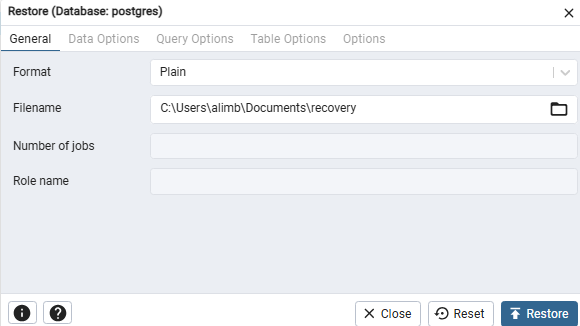 Restore (Database: postgres)
General Data Options Query Options Table Options Options
Format Plain
Filename C:\Users\alimb\Documents\recovery
Number of jobs
Role name
Close Reset Restore